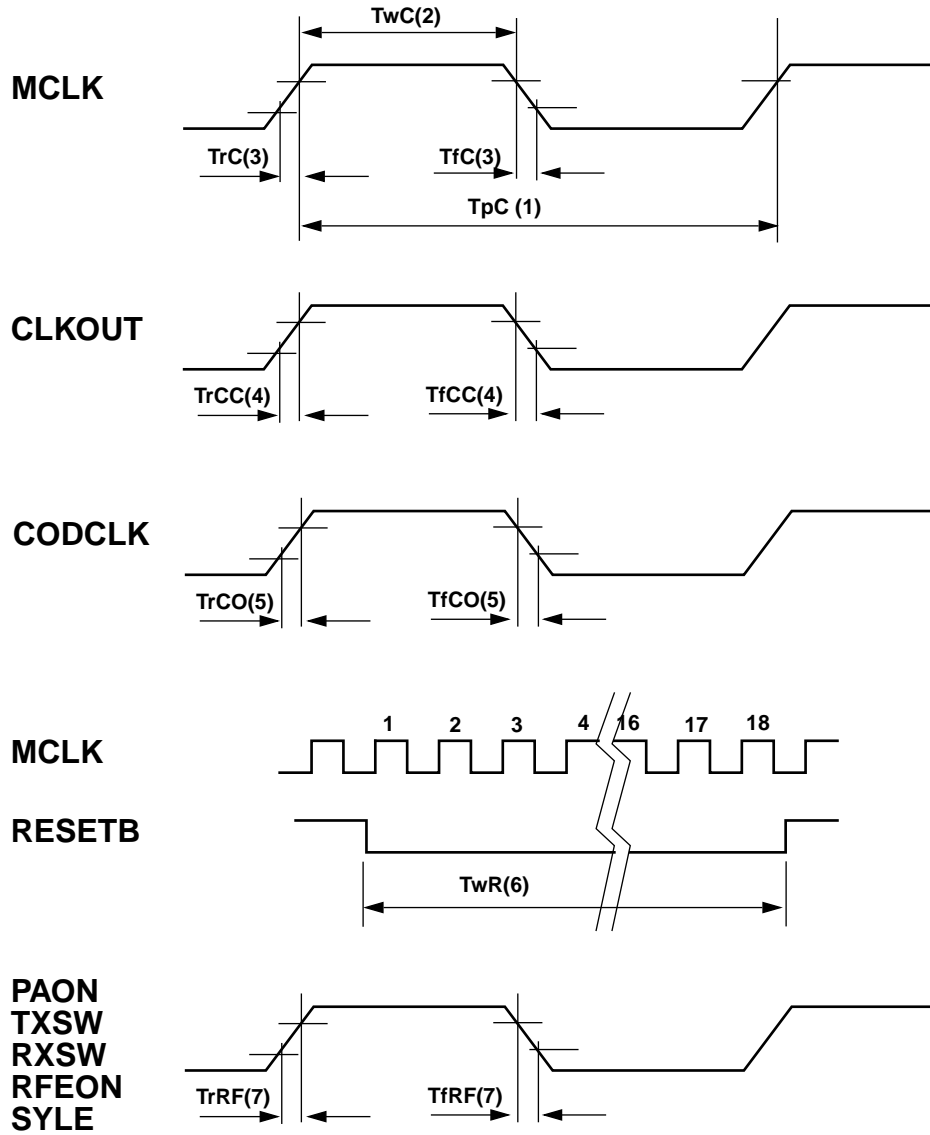 TwC(2)
MCLK
TrC(3)
TfC(3)
TpC (1)
CLKOUT
TrCC(4)
TfCC(4)
CODCLK
TrCO(5)
TfCO(5)
1 2 3 4 16 17 18
MCLK
RESETB
TwR(6)
PAON
TXSW
RXSW
RFEON
SYLE
TrRF(7)
TfRF(7)